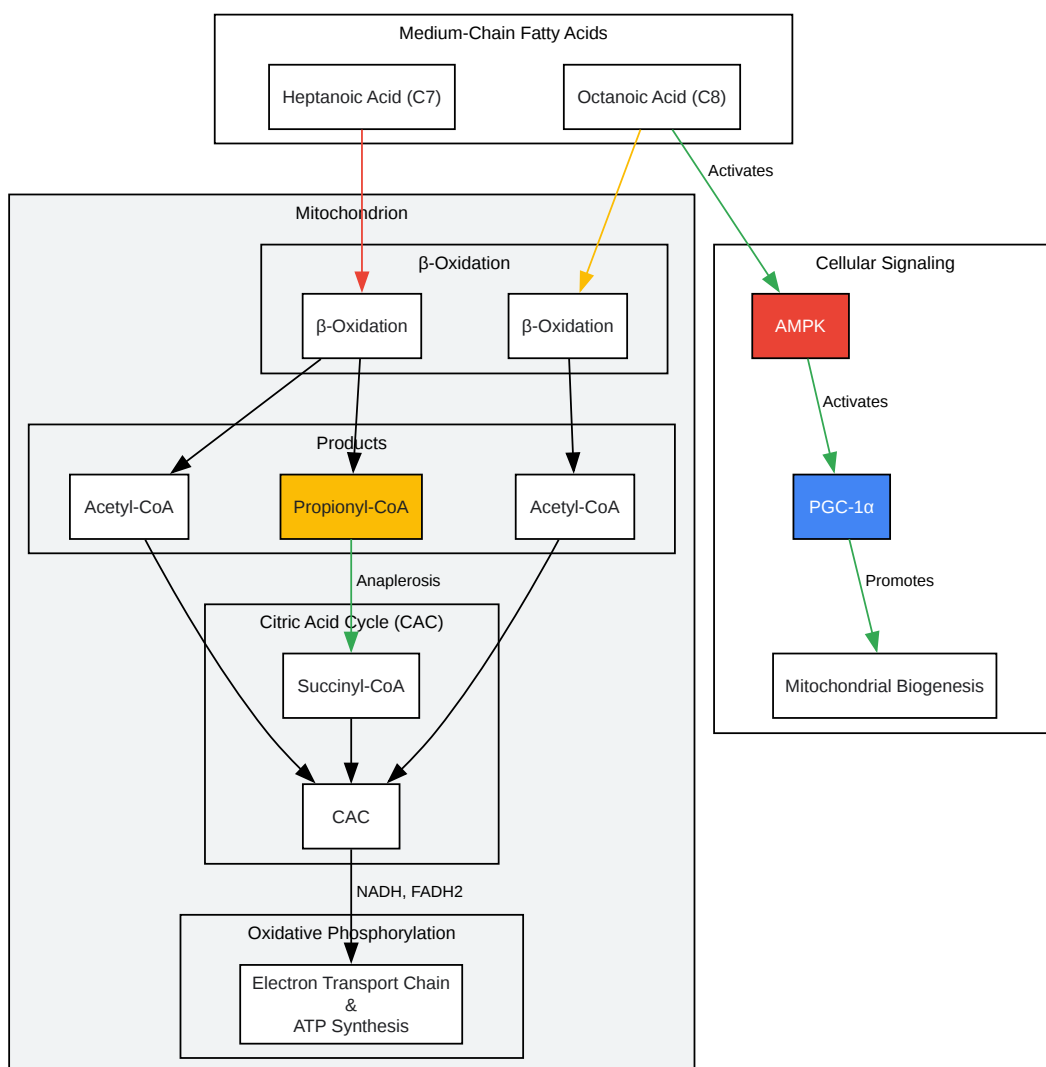 Medium-Chain Fatty Acids
Heptanoic Acid (C7)
Octanoic Acid (C8)
Activates
Mitochondrion
β-Oxidation
Cellular Signaling
β-Oxidation
β-Oxidation
AMPK
Activates
Products
Acetyl-CoA
Propionyl-CoA
Acetyl-CoA
PGC-1α
Anaplerosis
Promotes
Citric Acid Cycle (CAC)
Succinyl-CoA
Mitochondrial Biogenesis
CAC
NADH, FADH2
Oxidative Phosphorylation
Electron Transport Chain
&
ATP Synthesis